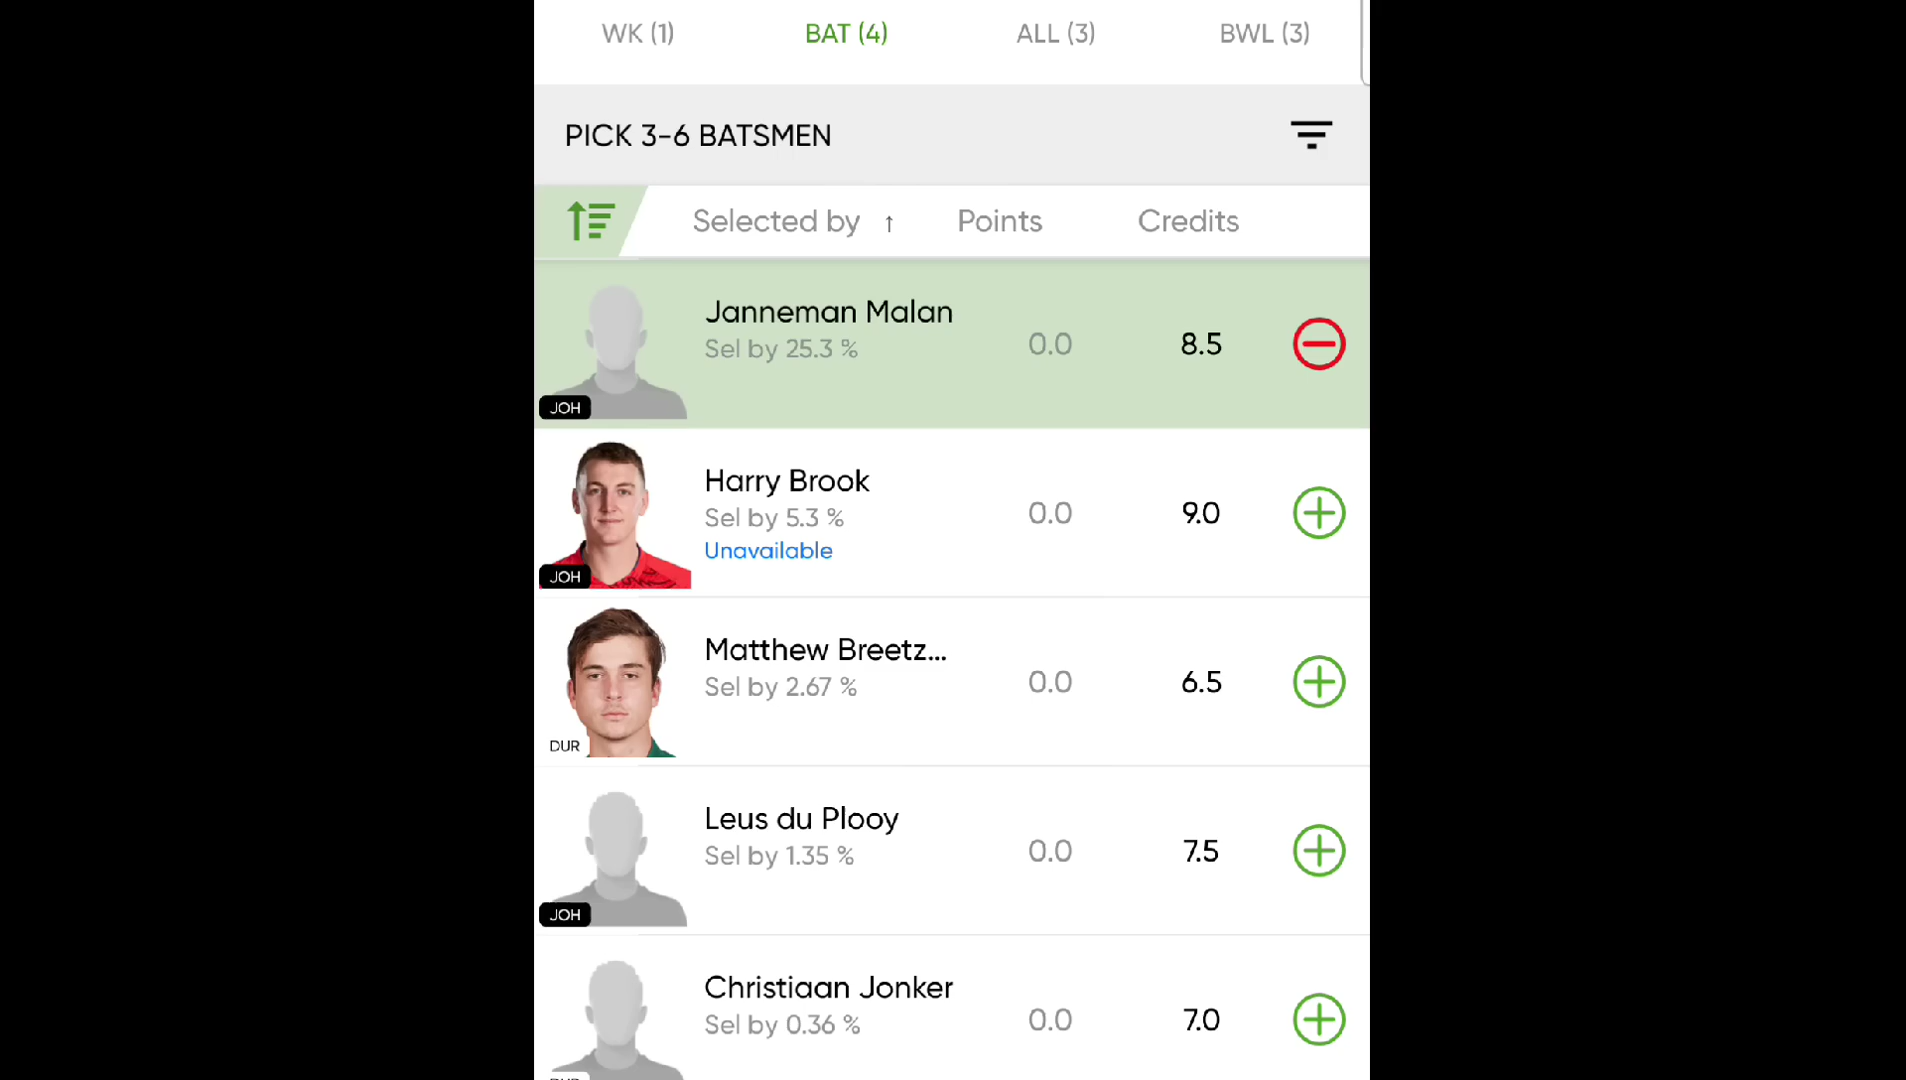 WK (1) BAT (4) ALL (3) BWL (3)
PICK 3-6 BATSMEN
Selected by ↑ Points Credits
Janneman Malan
Sel by 25.3 %
0.0 8.5
JOH
Harry Brook
Sel by 5.3 %
Unavailable
0.0 9.0
JOH
Matthew Breetz...
Sel by 2.67 %
0.0 6.5
DUR
Leus du Plooy
Sel by 1.35 %
0.0 7.5
JOH
Christiaan Jonker
Sel by 0.36 %
0.0 7.0